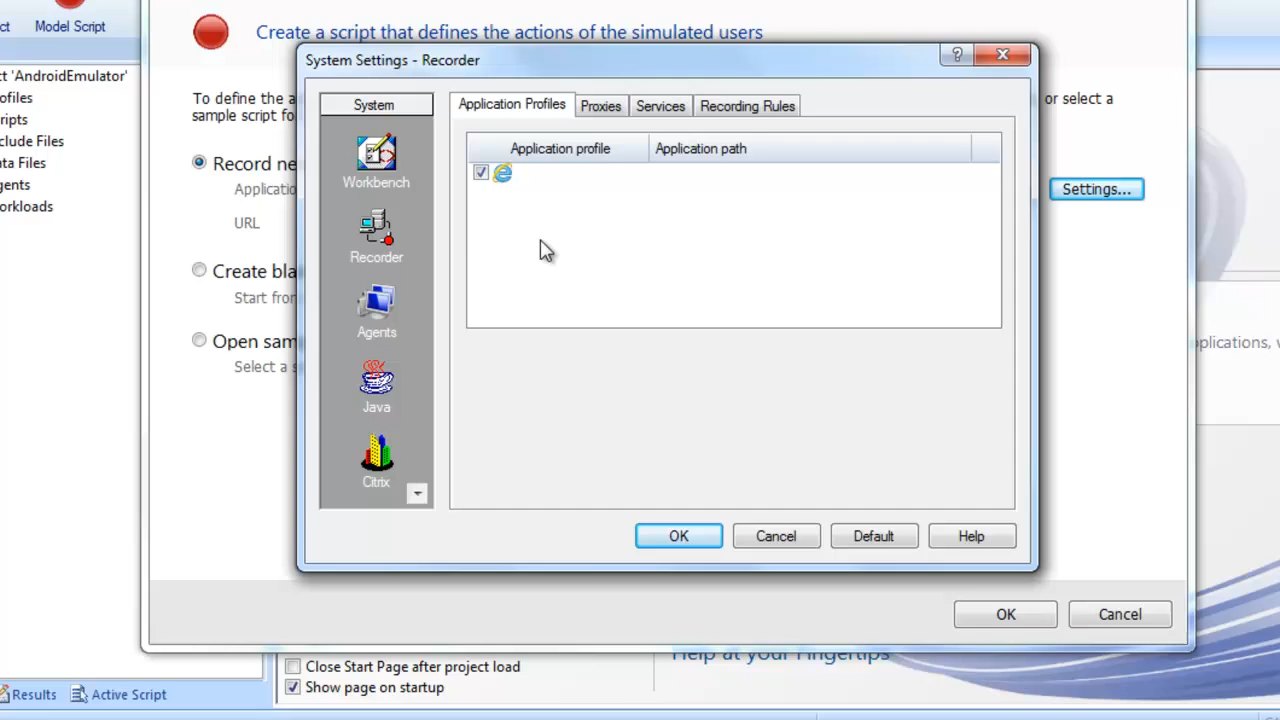 ct
Model Script
Create a script that defines the actions of the simulated users
ct 'AndroidEmulator'
ofiles
ripts
clude Files
ata Files
gents
orkloads
To define the a
or select a
sample script fo
Record ne
Applicatio
Settings...
URL
Create bla
Start fron
Open sam
Select a s
System Settings - Recorder
System
Workbench
Recorder
Agents
Java
Citrix
Application Profiles
Proxies
Services
Recording Rules
Application profile
Application path
OK
Cancel
Default
Help
pplications, w
OK
Cancel
Help at your Fingertips
Close Start Page after project load
Show page on startup
Results
Active Script